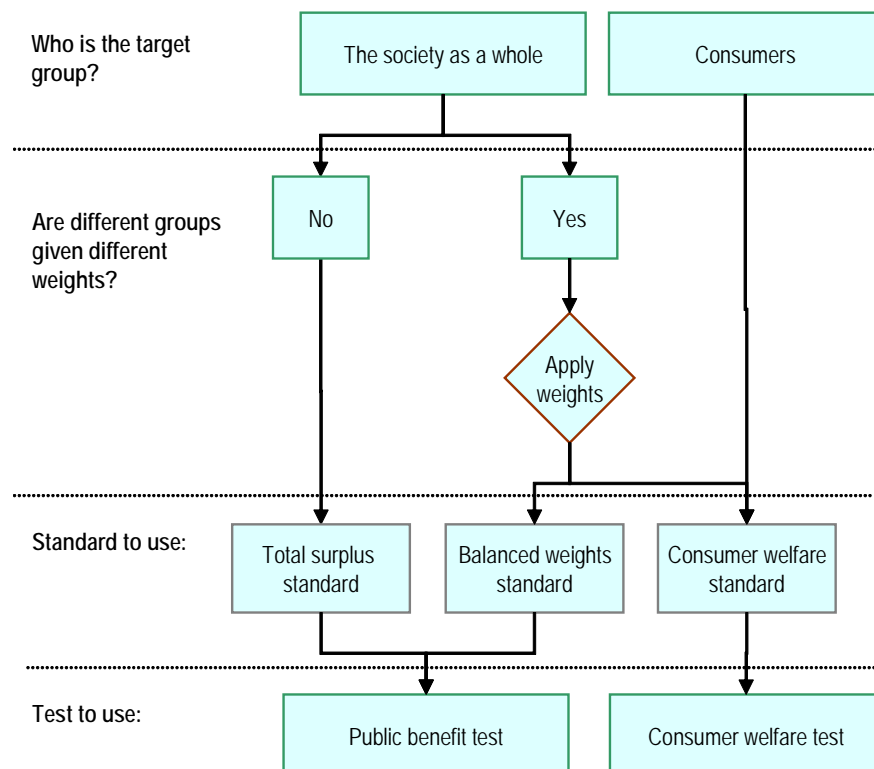 Who is the target
group?
The society as a whole
Consumers
Are different groups
given different
weights?
No
Yes
Apply
weights
Standard to use:
Total surplus
standard
Balanced weights
standard
Consumer welfare
standard
Test to use:
Public benefit test
Consumer welfare test